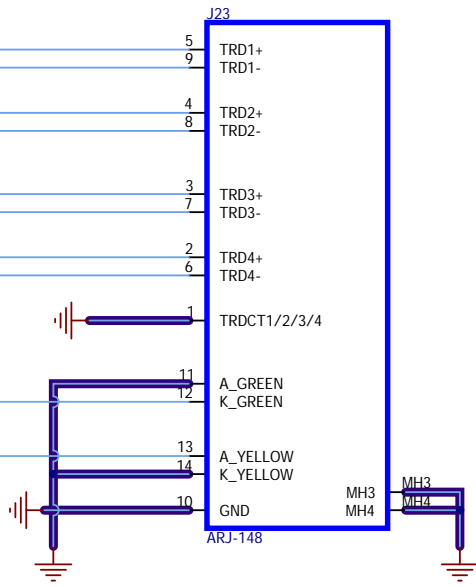 J23
5 TRD1+
9 TRD1-
4 TRD2+
8 TRD2-
3 TRD3+
7 TRD3-
2 TRD4+
6 TRD4-
1 TRDCT1/2/3/4
11 A_GREEN
12 K_GREEN
13 A_YELLOW
14 K_YELLOW
MH3 MH3
10 GND MH4 MH4
ARJ-148